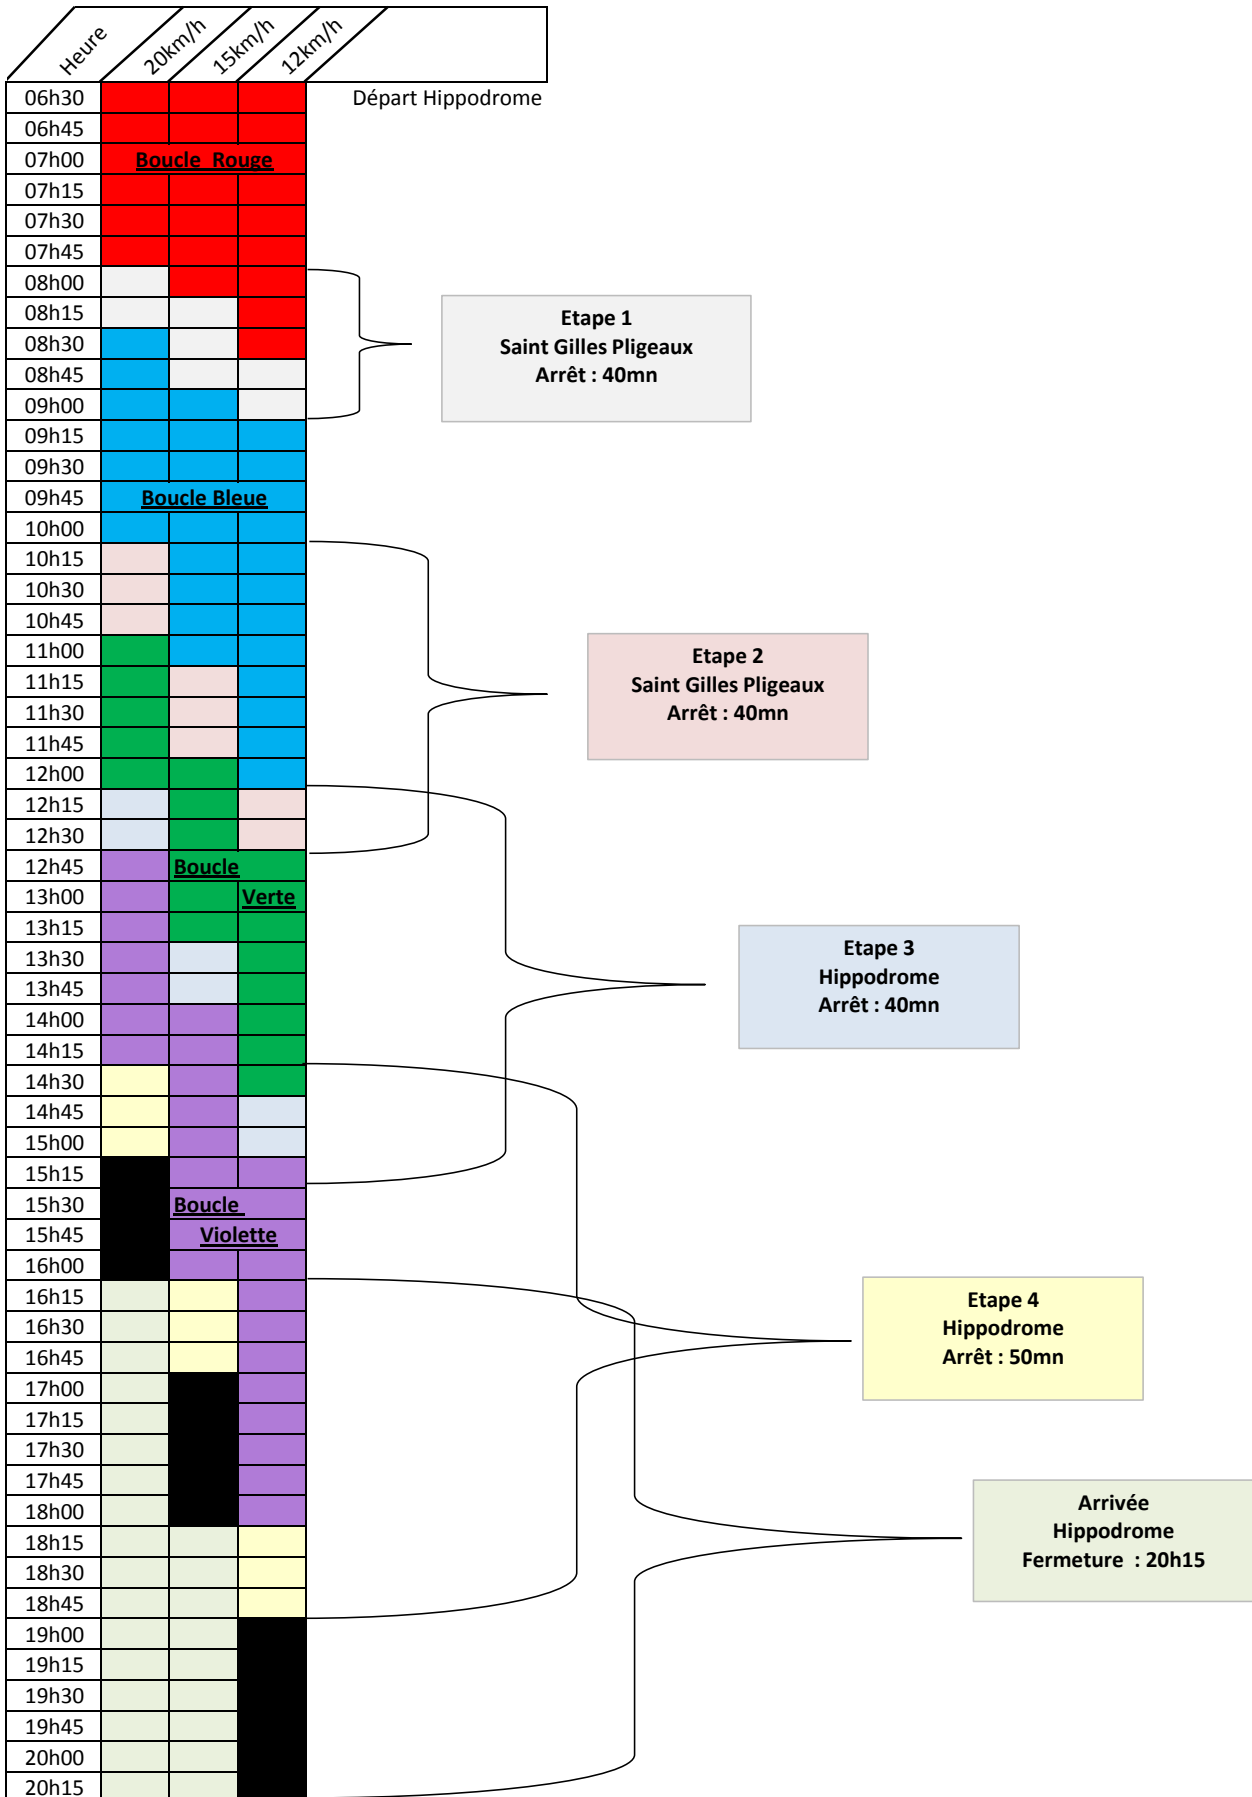 Heure 20km/h 15km/h 12km/h
06h30 Départ Hippodrome
06h45
07h00 Boucle Rouge
07h15
07h30
07h45
08h00
08h15
08h30
08h45
09h00
Etape 1
Saint Gilles Pligeaux
Arrêt : 40mn
09h15
09h30
09h45 Boucle Bleue
10h00
10h15
10h30
10h45
11h00
11h15
11h30
11h45
12h00
Etape 2
Saint Gilles Pligeaux
Arrêt : 40mn
12h15
12h30
12h45 Boucle
13h00 Verte
13h15
13h30
13h45
14h00
Etape 3
Hippodrome
Arrêt : 40mn
14h15
14h30
14h45
15h00
15h15
15h30 Boucle
15h45 Violette
16h00
16h15
16h30
16h45
Etape 4
Hippodrome
Arrêt : 50mn
17h00
17h15
17h30
17h45
18h00
18h15
18h30
18h45
Arrivée
Hippodrome
Fermeture : 20h15
19h00
19h15
19h30
19h45
20h00
20h15